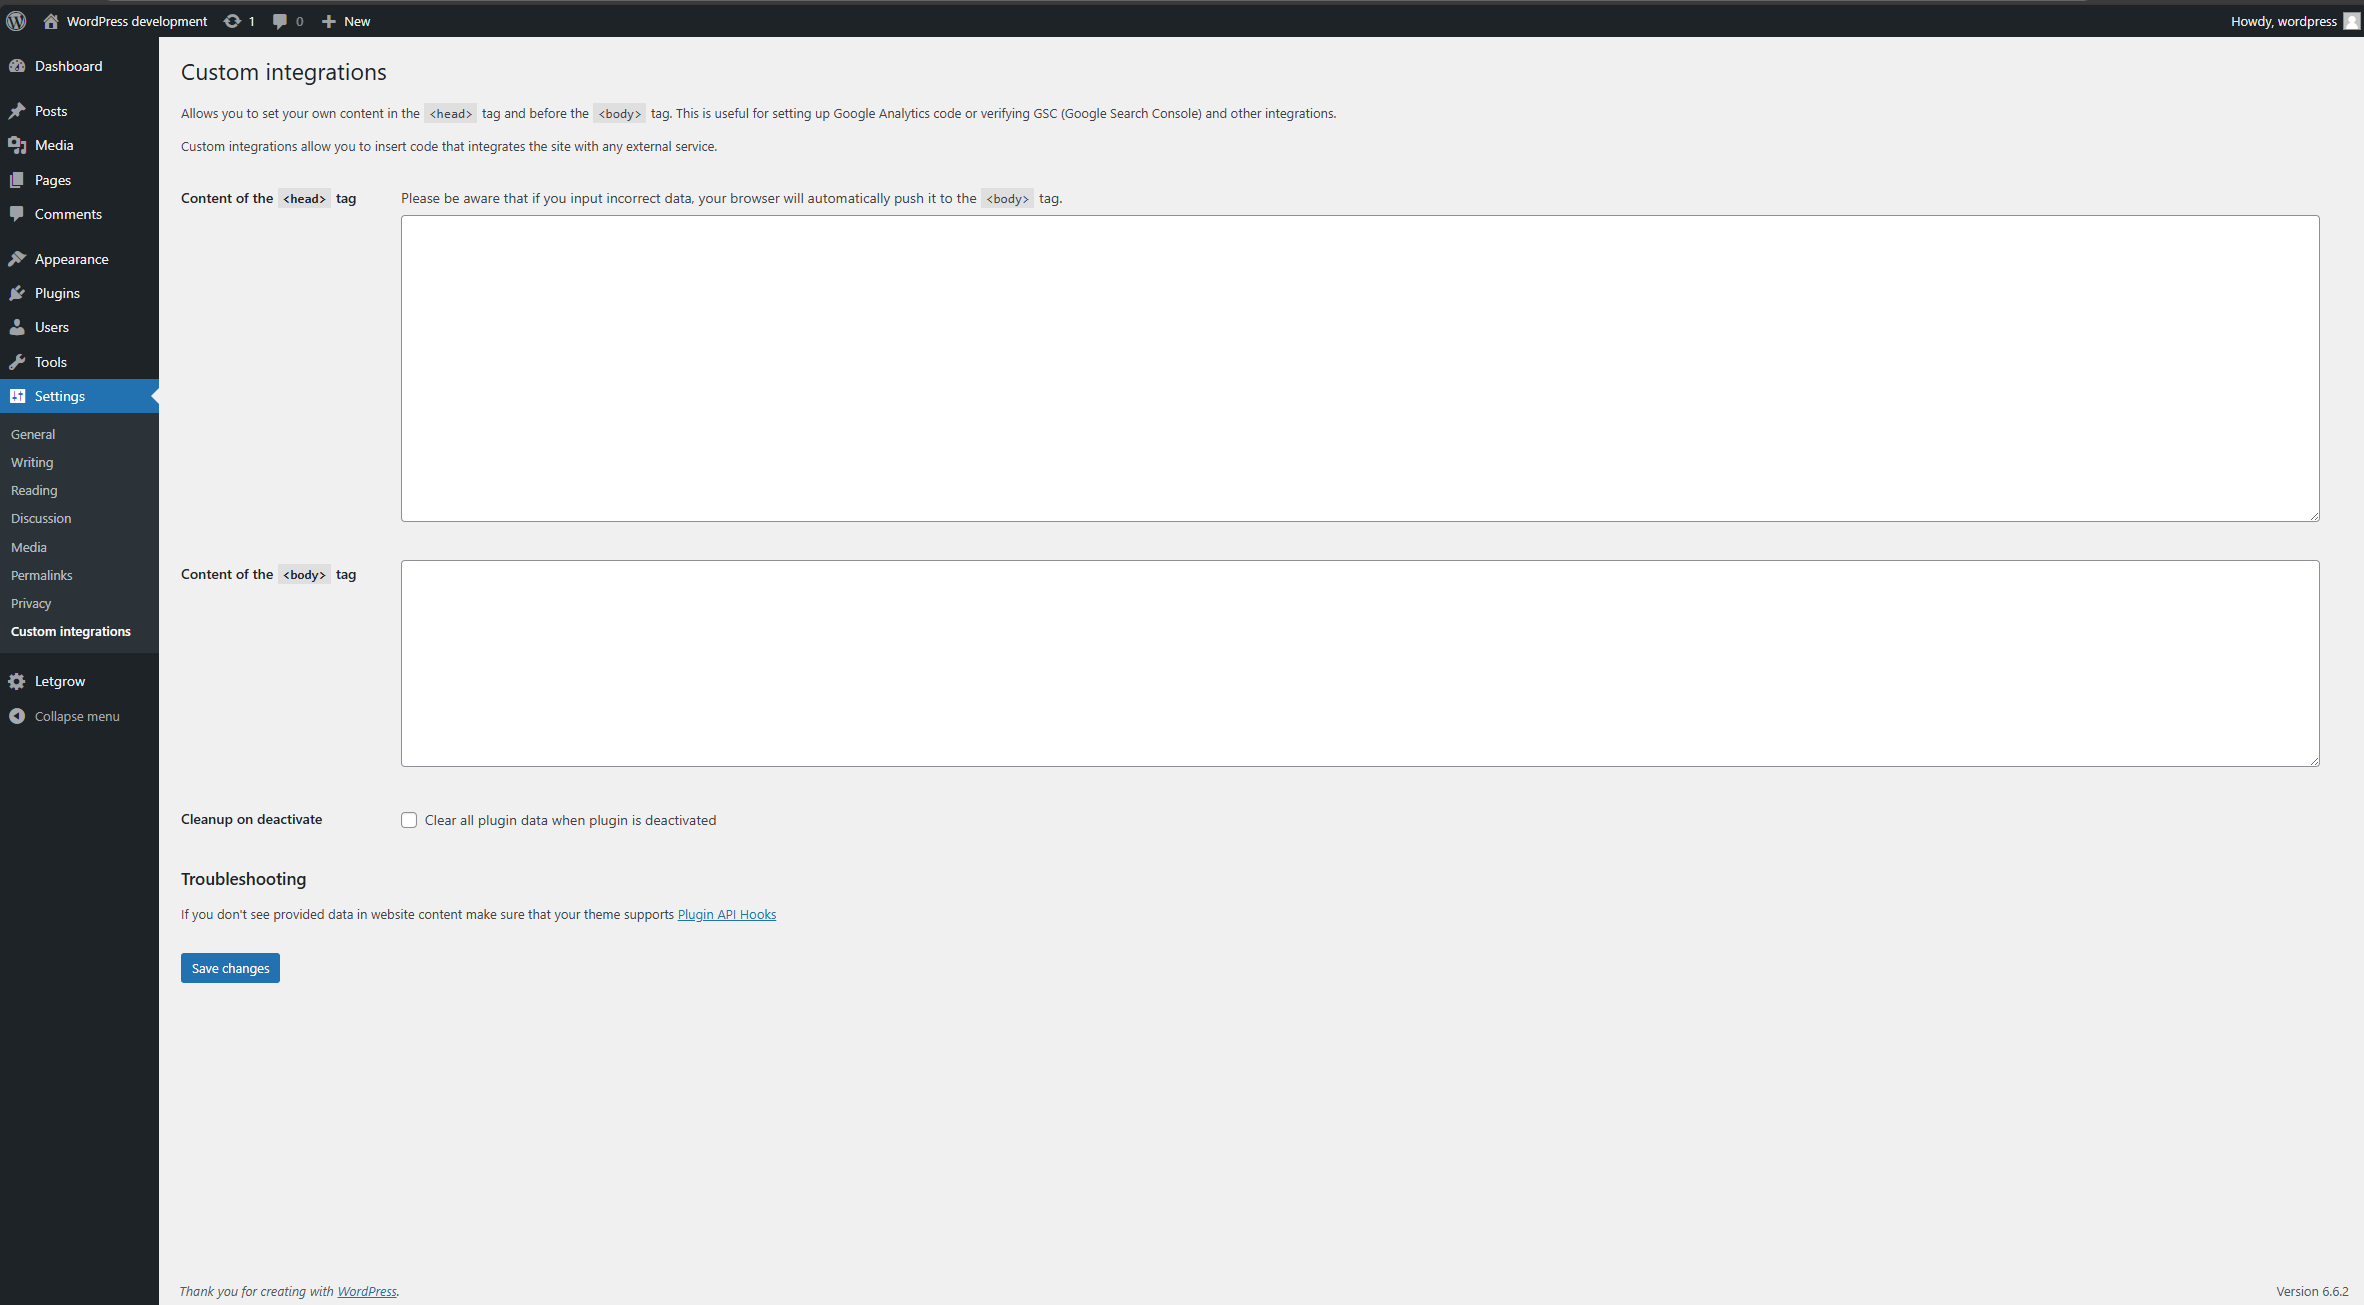 WordPress development 1 0 New Howdy, wordpress
Dashboard
Posts
Media
Pages
Comments
Appearance
Plugins
Users
Tools
Settings
General
Writing
Reading
Discussion
Media
Permalinks
Privacy
Custom integrations
Letgrow
Collapse menu
Custom integrations
Allows you to set your own content in the <head> tag and before the <body> tag. This is useful for setting up Google Analytics code or verifying GSC (Google Search Console) and other integrations.
Custom integrations allow you to insert code that integrates the site with any external service.
Content of the <head> tag
Please be aware that if you input incorrect data, your browser will automatically push it to the <body> tag.
Content of the <body> tag
Cleanup on deactivate
Clear all plugin data when plugin is deactivated
Troubleshooting
If you don't see provided data in website content make sure that your theme supports Plugin API Hooks
Save changes
Thank you for creating with WordPress. Version 6.6.2